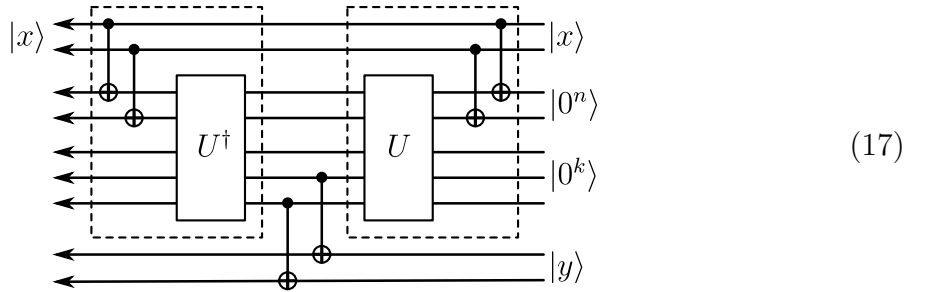 |x⟩ |x⟩
|0ⁿ⟩
U† U (17)
|0ᵏ⟩
|y⟩